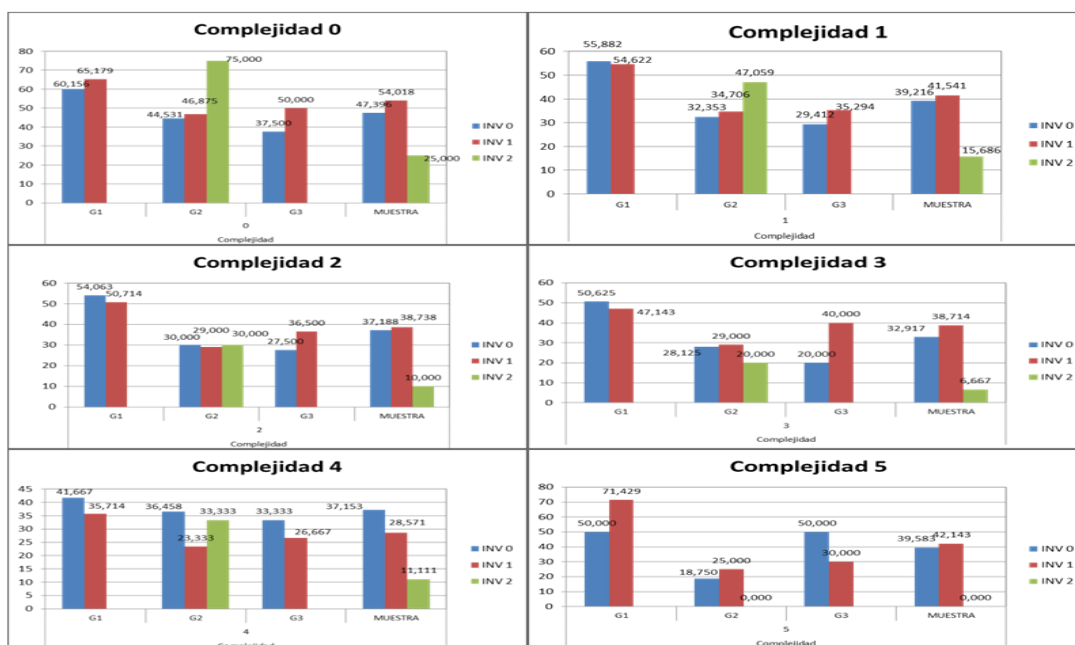 Complejidad 0
80
70
60
50
40
30
20
10
0
60,156
65,179
44,531
46,875
75,000
37,500
50,000
47,396
54,018
25,000
INV 0
INV 1
INV 2
G1
G2
G3
MUESTRA
0
Complejidad
Complejidad 1
60
50
40
30
20
10
0
55,882
54,622
32,353
34,706
47,059
29,412
35,294
39,216
41,541
15,686
INV 0
INV 1
INV 2
G1
G2
G3
MUESTRA
1
Complejidad
Complejidad 2
60
50
40
30
20
10
0
54,063
50,714
30,000
29,000
30,000
27,500
36,500
37,188
38,738
10,000
INV 0
INV 1
INV 2
G1
G2
G3
MUESTRA
2
Complejidad
Complejidad 3
60
50
40
30
20
10
0
50,625
47,143
28,125
29,000
20,000
20,000
40,000
32,917
38,714
6,667
INV 0
INV 1
INV 2
G1
G2
G3
MUESTRA
3
Complejidad
Complejidad 4
45
40
35
30
25
20
15
10
5
0
41,667
35,714
36,458
23,333
33,333
33,333
26,667
37,153
28,571
11,111
INV 0
INV 1
INV 2
G1
G2
G3
MUESTRA
4
Complejidad 5
80
70
60
50
40
30
20
10
0
50,000
71,429
18,750
25,000
0,000
50,000
30,000
39,583
42,143
0,000
INV 0
INV 1
INV 2
G1
G2
G3
MUESTRA
5
Complejidad